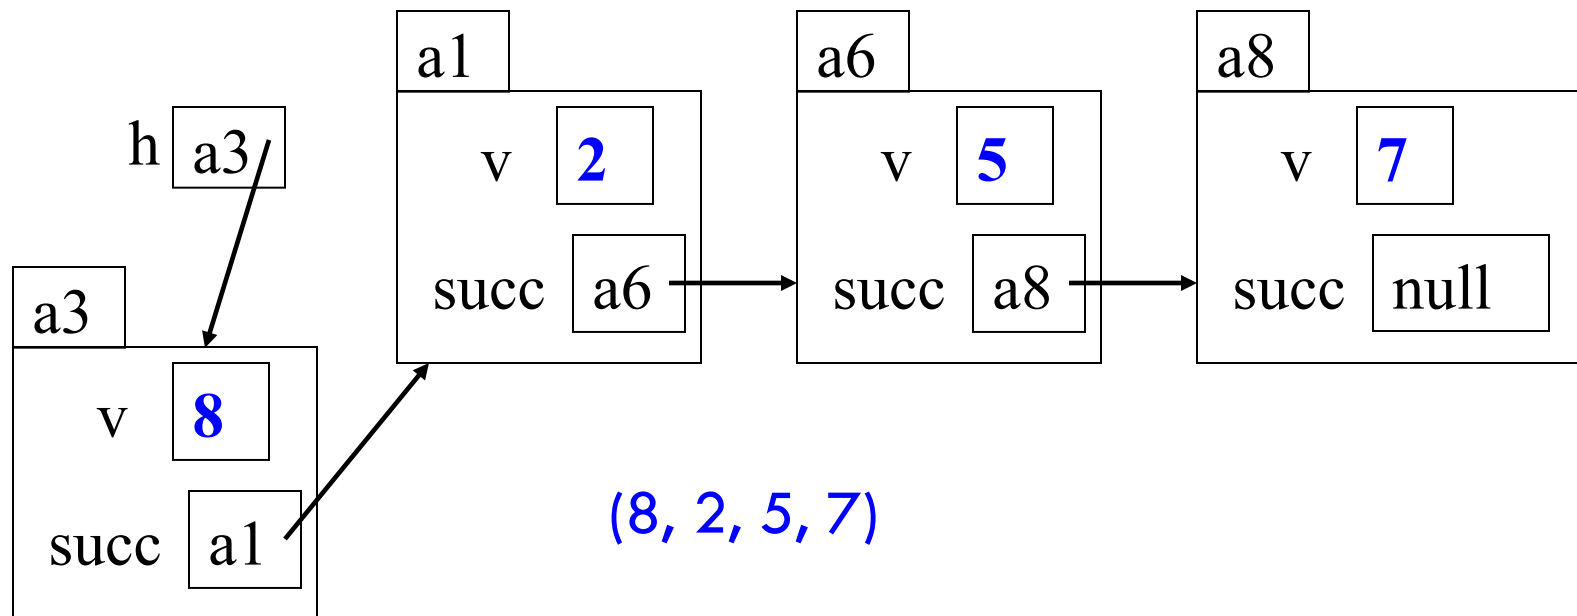 h a3
a3
v 8
succ a1
a1
v 2
succ a6
a6
v 5
succ a8
a8
v 7
succ null
(8, 2, 5, 7)